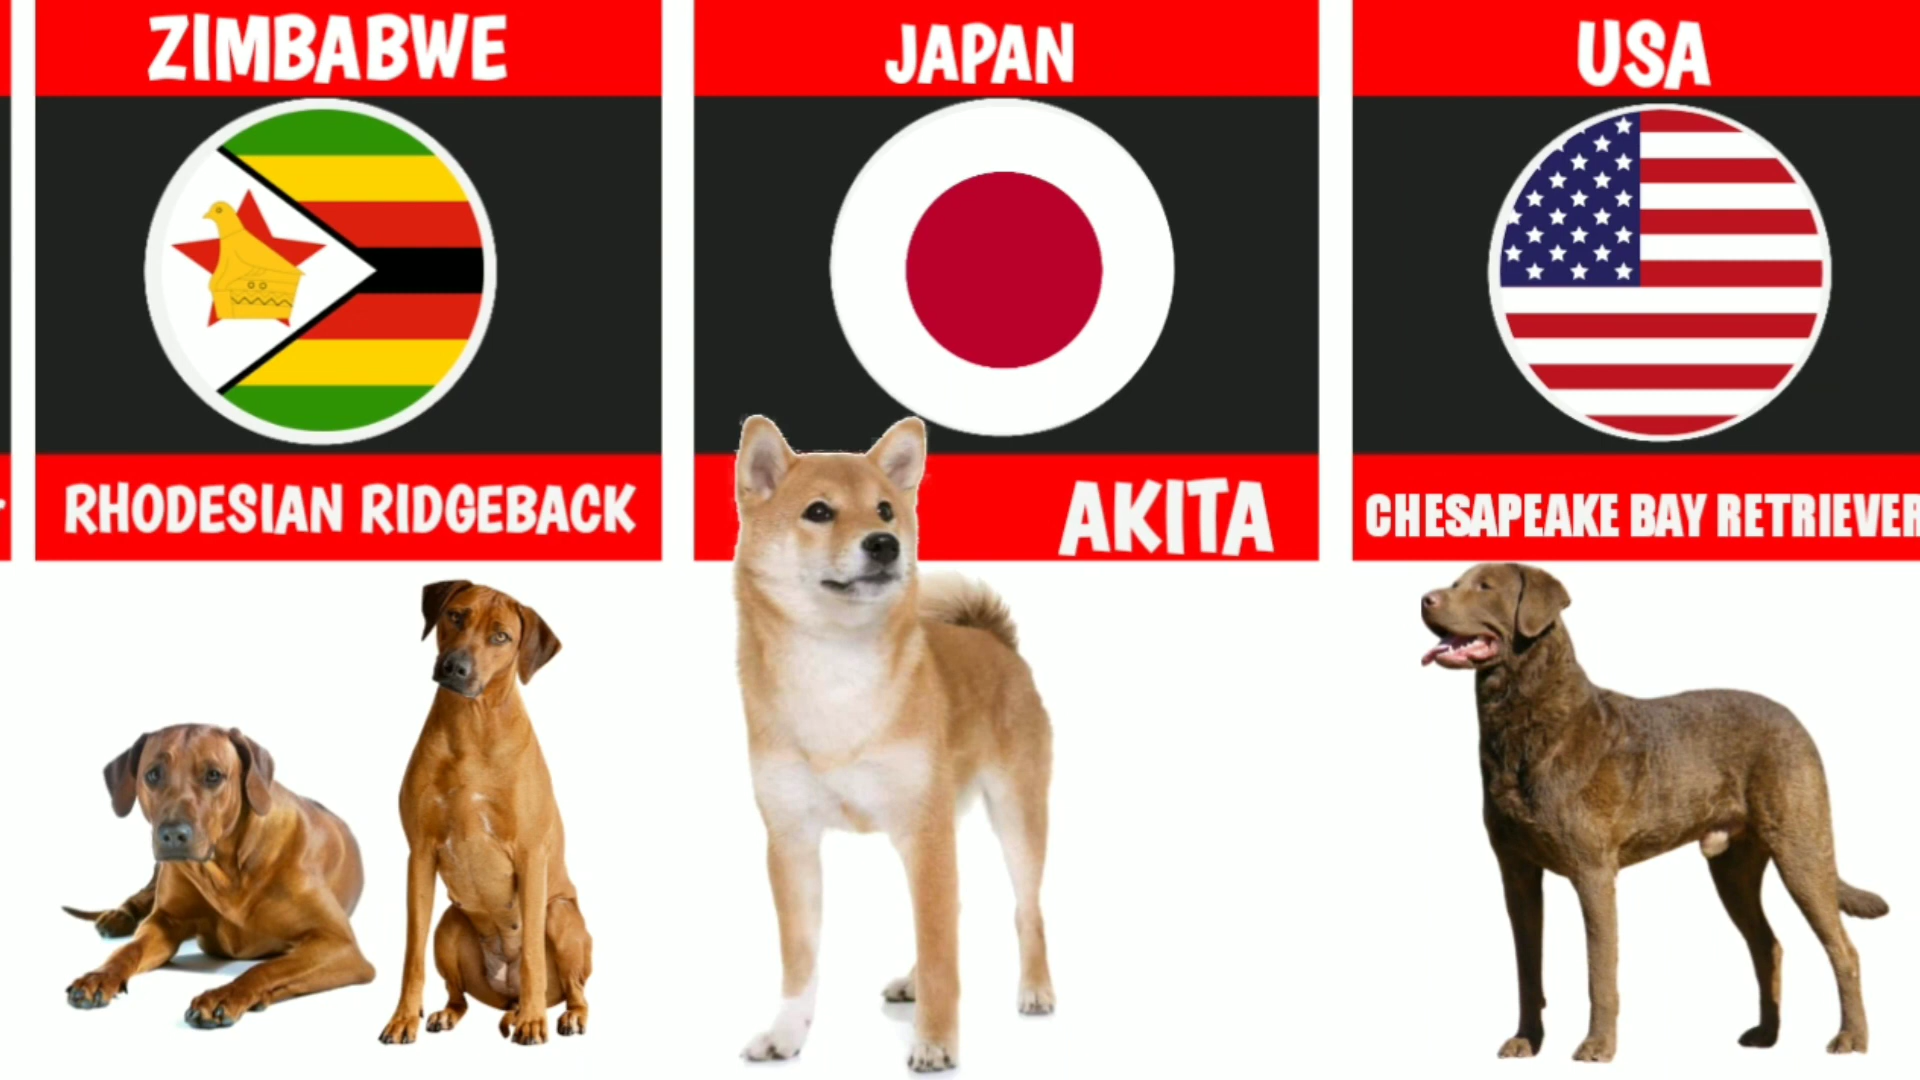 ZIMBABWE
JAPAN
USA
RHODESIAN RIDGEBACK
AKITA
CHESAPEAKE BAY RETRIEVER